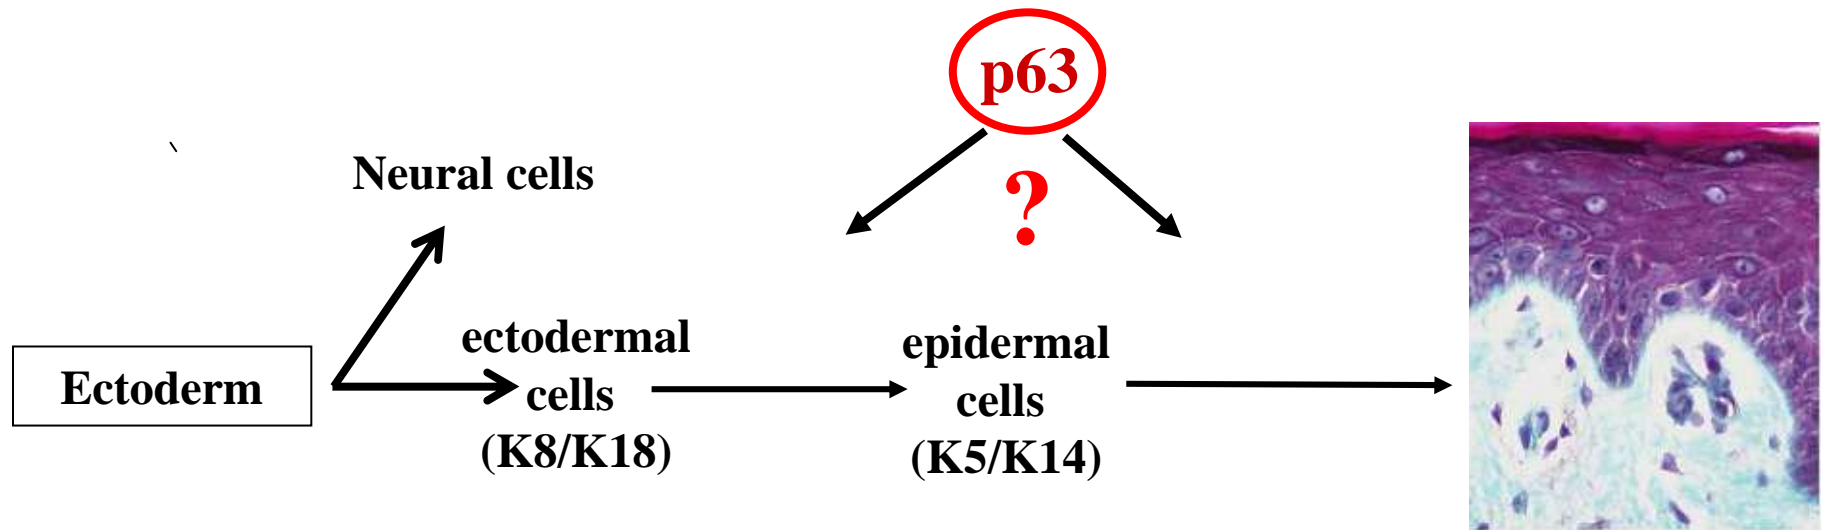 p63
?
Neural cells
Ectoderm
ectodermal
cells
(K8/K18)
epidermal
cells
(K5/K14)